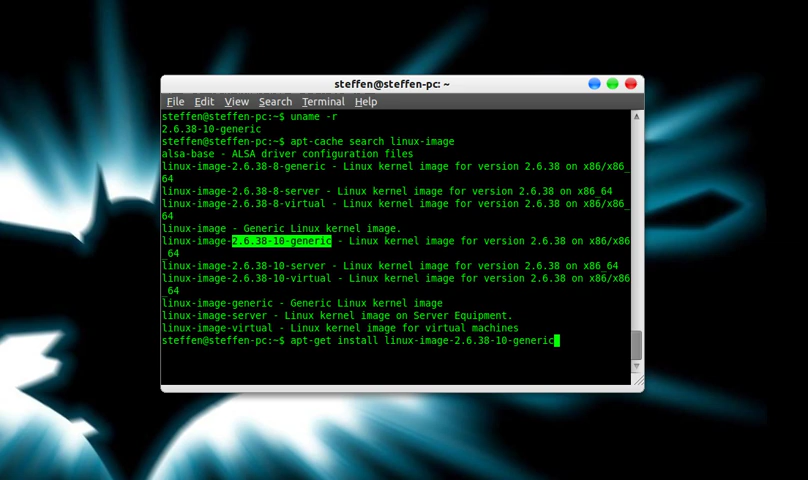 steffen@steffen-pc: ~
File Edit View Search Terminal Help
steffen@steffen-pc:~$ uname -r
2.6.38-10-generic
steffen@steffen-pc:~$ apt-cache search linux-image
alsa-base - ALSA driver configuration files
linux-image-2.6.38-8-generic - Linux kernel image for version 2.6.38 on x86/x86_
64
linux-image-2.6.38-8-server - Linux kernel image for version 2.6.38 on x86_64
linux-image-2.6.38-8-virtual - Linux kernel image for version 2.6.38 on x86/x86_
64
linux-image - Generic Linux kernel image.
linux-image-2.6.38-10-generic - Linux kernel image for version 2.6.38 on x86/x86
_64
linux-image-2.6.38-10-server - Linux kernel image for version 2.6.38 on x86_64
linux-image-2.6.38-10-virtual - Linux kernel image for version 2.6.38 on x86/x86
_64
linux-image-generic - Generic Linux kernel image
linux-image-server - Linux kernel image on Server Equipment.
linux-image-virtual - Linux kernel image for virtual machines
steffen@steffen-pc:~$ apt-get install linux-image-2.6.38-10-generic